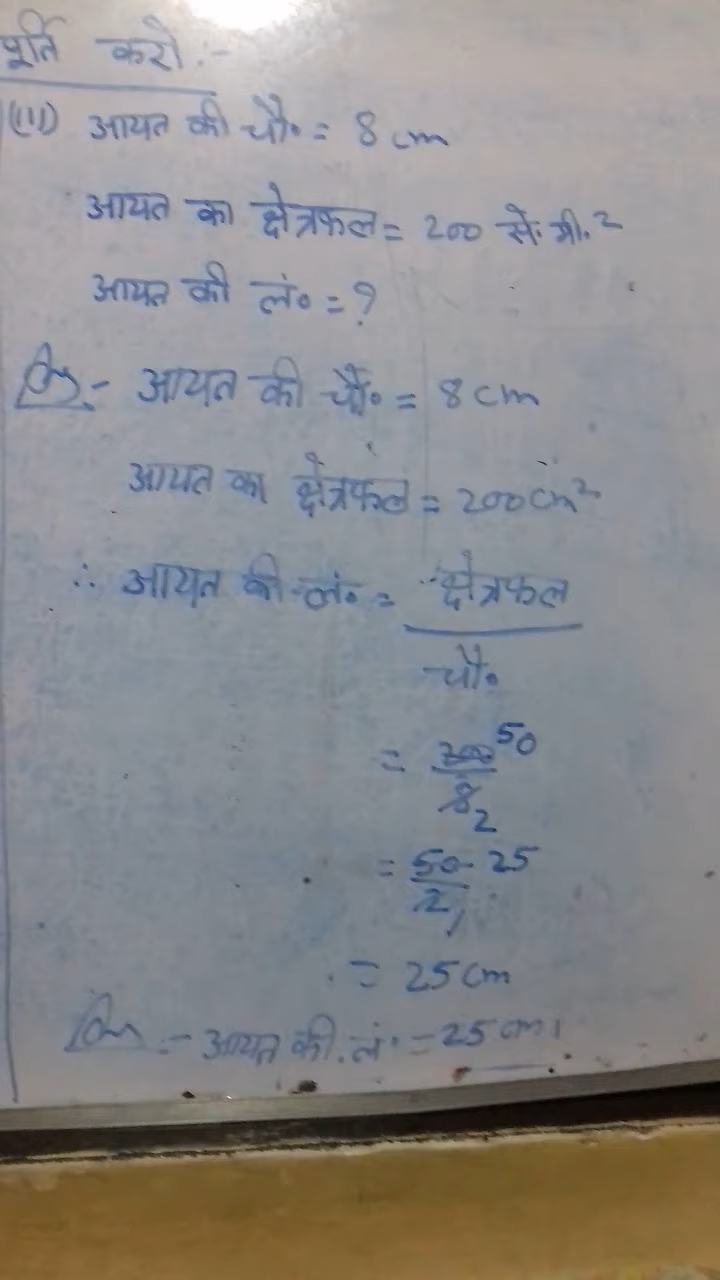 पूर्ति करो :-
(iii) आयत की चौ॰ = 8 cm
आयत का क्षेत्रफल = 200 से॰ मी.²
आयत की लं॰ = ?
Ans - आयत की चौ॰ = 8 cm
आयत का क्षेत्रफल = 200 cm²
∴ आयत की लं॰ = क्षेत्रफल
चौ॰
= 200 50
8 2
= 50 25
2 1
= 25 cm
Ans :- आयत की लं॰ = 25 cm